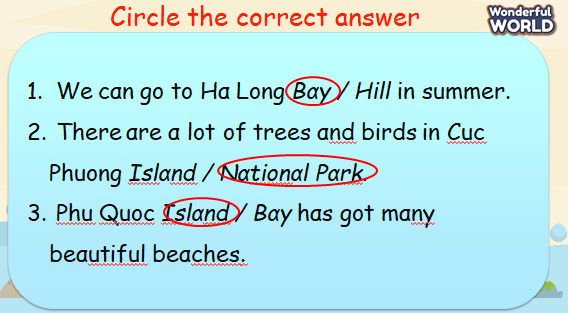 Circle the correct answer
Wonderful
WORLD
1. We can go to Ha Long Bay / Hill in summer.
2. There are a lot of trees and birds in Cuc
Phuong Island / National Park.
3. Phu Quoc Island / Bay has got many
beautiful beaches.